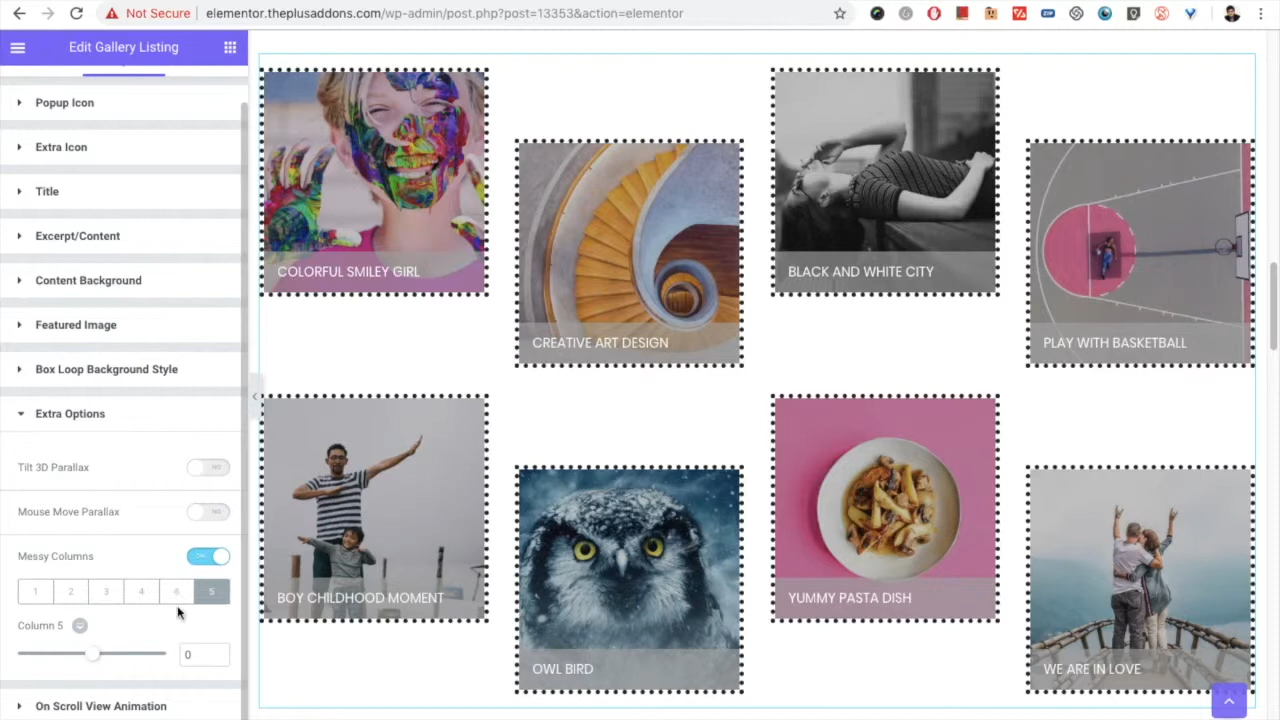 Not Secure
elementor.theplusaddons.com/wp-admin/post.php?post=13353&action=elementor
ZIP
Edit Gallery Listing
Popup Icon
Extra Icon
Title
Excerpt/Content
Content Background
Featured Image
Box Loop Background Style
Extra Options
Tilt 3D Parallax
NO
Mouse Move Parallax
NO
Messy Columns
1 2 3 4 6 5
Column 5
0
On Scroll View Animation
COLORFUL SMILEY GIRL
CREATIVE ART DESIGN
BLACK AND WHITE CITY
PLAY WITH BASKETBALL
BOY CHILDHOOD MOMENT
OWL BIRD
YUMMY PASTA DISH
WE ARE IN LOVE